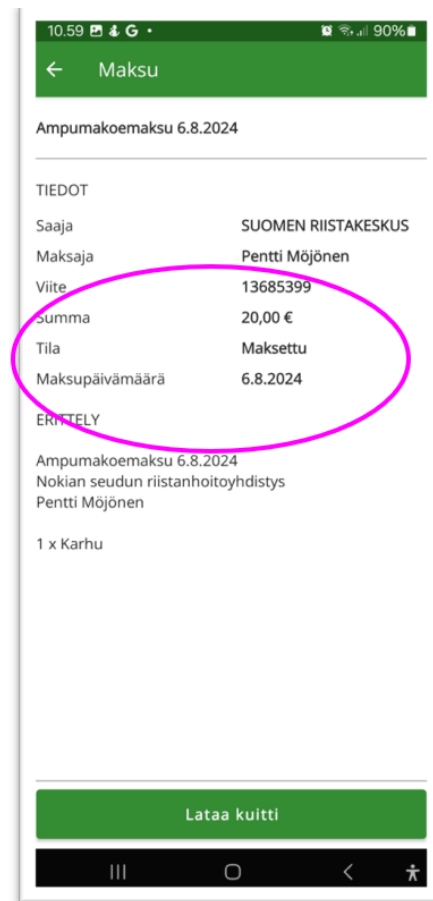 10.59 G • 90%
← Maksu
Ampumakoemaksu 6.8.2024
TIEDOT
Saaja SUOMEN RIISTAKESKUS
Maksaja Pentti Möjönen
Viite 13685399
Summa 20,00 €
Tila Maksettu
Maksupäivämäärä 6.8.2024
ERITTELY
Ampumakoemaksu 6.8.2024
Nokian seudun riistanhoitoyhdistys
Pentti Möjönen
1 x Karhu
Lataa kuitti